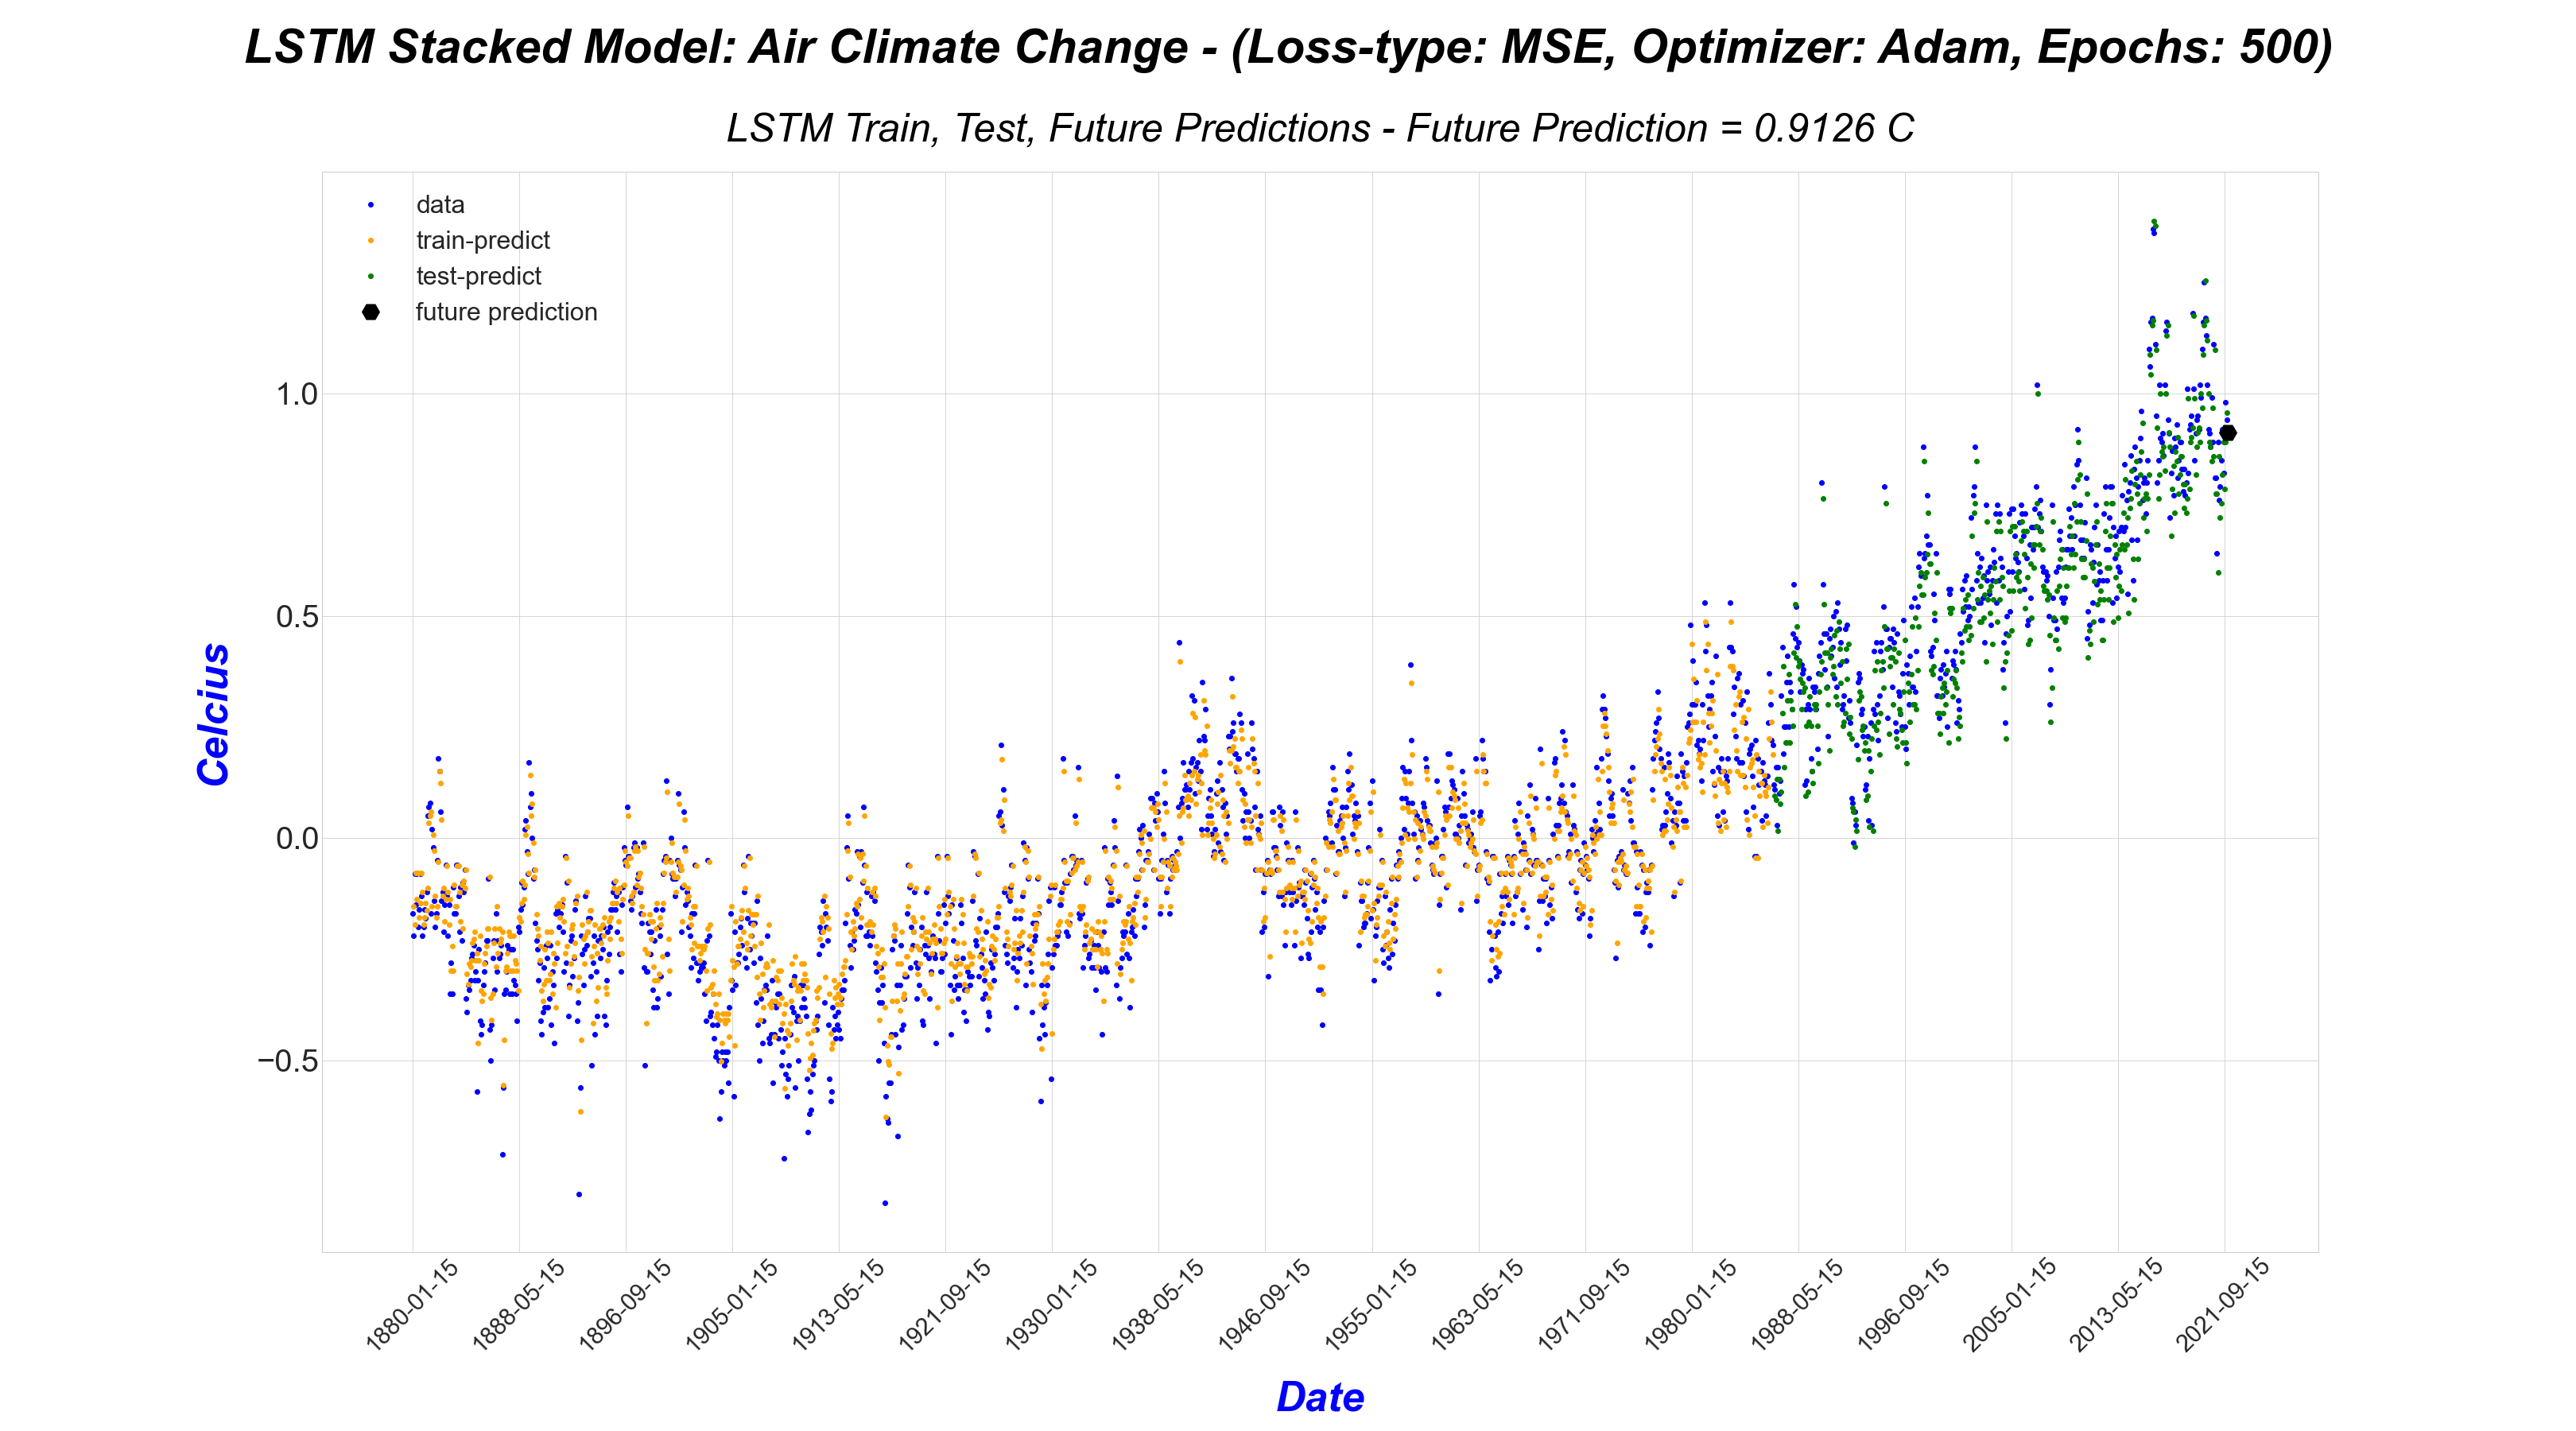 LSTM Stacked Model: Air Climate Change - (Loss-type: MSE, Optimizer: Adam, Epochs: 500)
LSTM Train, Test, Future Predictions - Future Prediction = 0.9126 C
data
train-predict
test-predict
future prediction
1.0
0.5
0.0
−0.5
Celcius
1880-01-15
1888-05-15
1896-09-15
1905-01-15
1913-05-15
1921-09-15
1930-01-15
1938-05-15
1946-09-15
1955-01-15
1963-05-15
1971-09-15
1980-01-15
1988-05-15
1996-09-15
2005-01-15
2013-05-15
2021-09-15
Date